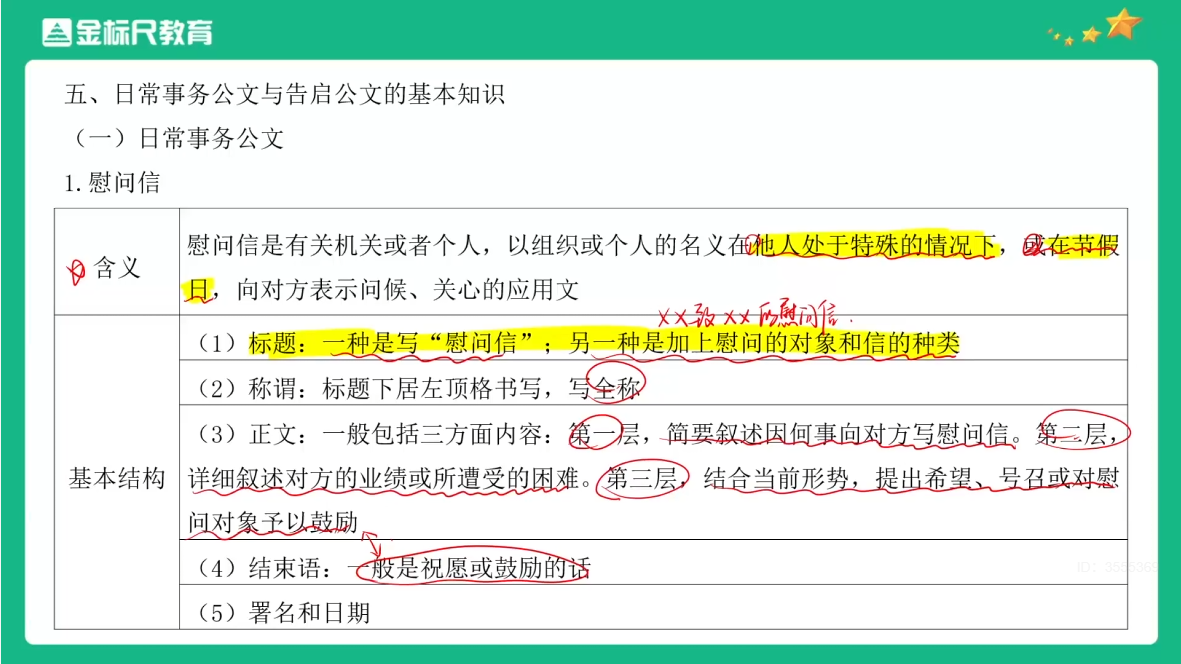 金标尺教育
五、日常事务公文与告启公文的基本知识
（一）日常事务公文
1.慰问信
含义
慰问信是有关机关或者个人，以组织或个人的名义在他人处于特殊的情况下，或在节假
日，向对方表示问候、关心的应用文
××致××的慰问信.
基本结构
（1）标题：一种是写“慰问信”；另一种是加上慰问的对象和信的种类
（2）称谓：标题下居左顶格书写，写全称
（3）正文：一般包括三方面内容：第一层，简要叙述因何事向对方写慰问信。第二层，
详细叙述对方的业绩或所遭受的困难。第三层，结合当前形势，提出希望、号召或对慰
问对象予以鼓励
（4）结束语：一般是祝愿或鼓励的话
（5）署名和日期